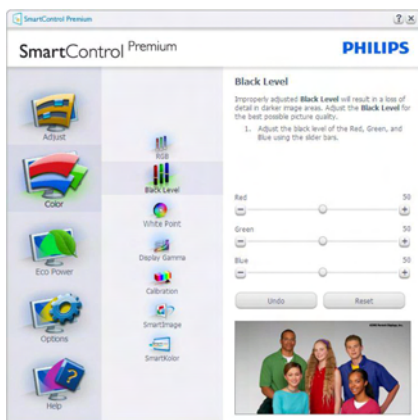 SmartControl Premium
SmartControl Premium
PHILIPS
Adjust
Color
Eco Power
Options
Help
RGB
Black Level
White Point
Display Gamma
Calibration
SmartImage
SmartKolor
Black Level
Improperly adjusted Black Level will result in a loss of
detail in darker image areas. Adjust the Black Level for
the best possible picture quality.
1. Adjust the black level of the Red, Green, and
Blue using the slider bars.
Red 50
Green 50
Blue 50
Undo
Reset